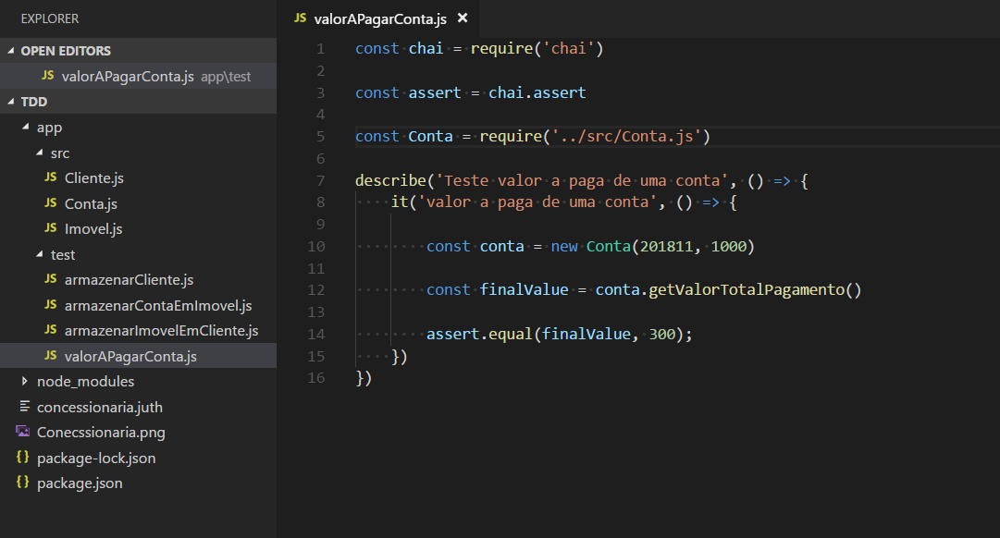 EXPLORER
OPEN EDITORS
JS valorAPagarConta.js app\test
TDD
app
src
JS Cliente.js
JS Conta.js
JS Imovel.js
test
JS armazenarCliente.js
JS armazenarContaEmImovel.js
JS armazenarImovelEmCliente.js
JS valorAPagarConta.js
node_modules
concessionaria.juth
Conecssionaria.png
{} package-lock.json
{} package.json
JS valorAPagarConta.js ×
1 const chai = require('chai')
2
3 const assert = chai.assert
4
5 const Conta = require('../src/Conta.js')
6
7 describe('Teste valor a paga de uma conta', () => {
8     it('valor a paga de uma conta', () => {
9
10         const conta = new Conta(201811, 1000)
11
12         const finalValue = conta.getValorTotalPagamento()
13
14         assert.equal(finalValue, 300);
15     })
16 })